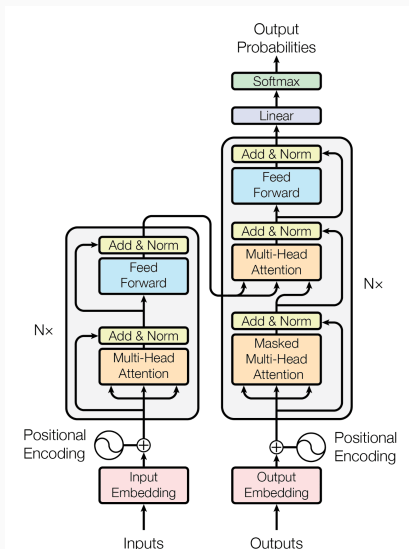 Output
Probabilities
Softmax
Linear
Add & Norm
Feed
Forward
Add & Norm
Multi-Head
Attention
Add & Norm
Masked
Multi-Head
Attention
Nx
Positional
Encoding
Output
Embedding
Outputs
Add & Norm
Feed
Forward
Nx
Add & Norm
Multi-Head
Attention
Positional
Encoding
Input
Embedding
Inputs